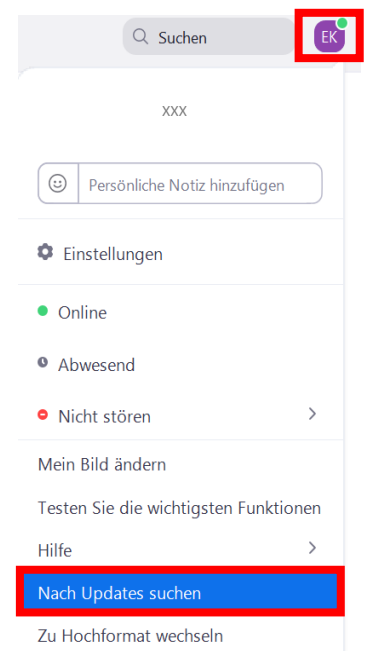 Suchen
EK
xxx
Persönliche Notiz hinzufügen
Einstellungen
Online
Abwesend
Nicht stören
Mein Bild ändern
Testen Sie die wichtigsten Funktionen
Hilfe
Nach Updates suchen
Zu Hochformat wechseln